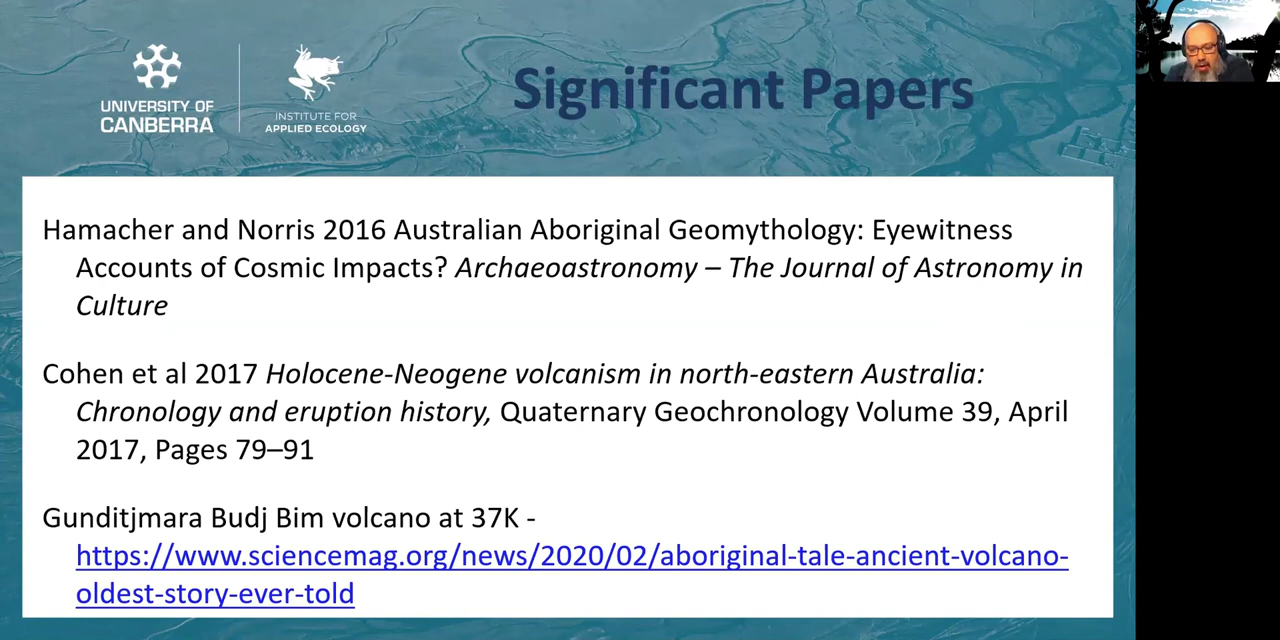 UNIVERSITY OF
CANBERRA
INSTITUTE FOR
APPLIED ECOLOGY
Significant Papers
Hamacher and Norris 2016 Australian Aboriginal Geomythology: Eyewitness
Accounts of Cosmic Impacts? Archaeoastronomy – The Journal of Astronomy in
Culture
Cohen et al 2017 Holocene-Neogene volcanism in north-eastern Australia:
Chronology and eruption history, Quaternary Geochronology Volume 39, April
2017, Pages 79–91
Gunditjmara Budj Bim volcano at 37K -
https://www.sciencemag.org/news/2020/02/aboriginal-tale-ancient-volcano-
oldest-story-ever-told